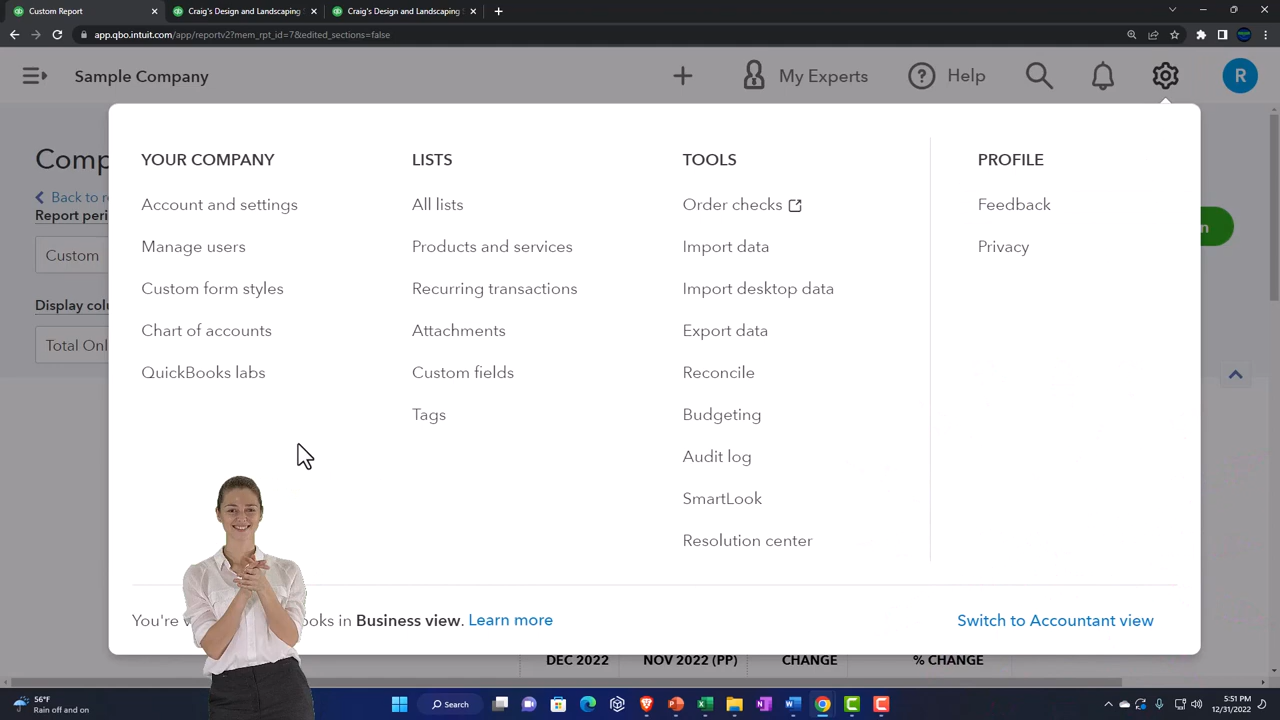 Custom Report
Craig's Design and Landscaping
Craig's Design and Landscaping
app.qbo.intuit.com/app/reportv2?mem_rpt_id=7&edited_sections=false
Sample Company
My Experts
Help
R
Comp
Back to r
Report peri
Custom
n
Display colu
Total Onl
YOUR COMPANY
Account and settings
Manage users
Custom form styles
Chart of accounts
QuickBooks labs
LISTS
All lists
Products and services
Recurring transactions
Attachments
Custom fields
Tags
TOOLS
Order checks
Import data
Import desktop data
Export data
Reconcile
Budgeting
Audit log
SmartLook
Resolution center
PROFILE
Feedback
Privacy
You're v ooks in Business view. Learn more
Switch to Accountant view
DEC 2022 NOV 2022 (PP) CHANGE % CHANGE
56°F
Rain off and on
Search
5:51 PM
12/31/2022